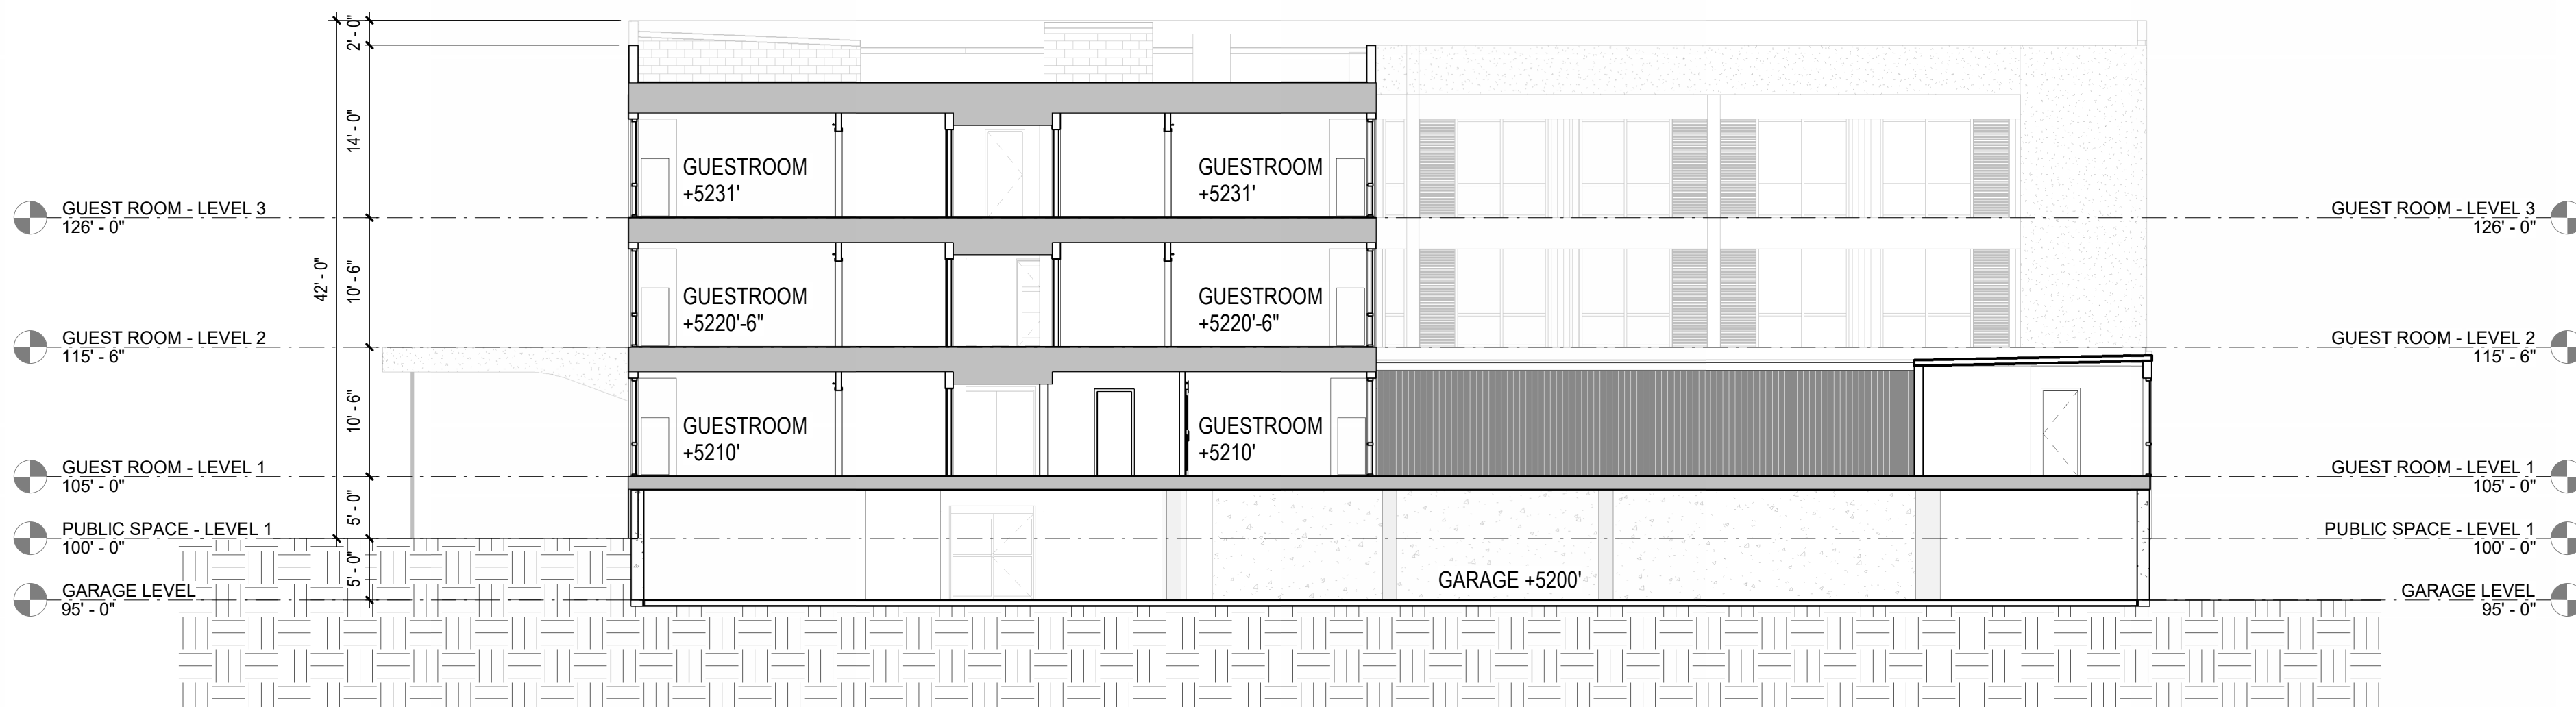 2' - 0"
14' - 0"
42' - 0"
10' - 6"
10' - 6"
5' - 0"
5' - 0"
GUEST ROOM - LEVEL 3
126' - 0"
GUEST ROOM - LEVEL 2
115' - 6"
GUEST ROOM - LEVEL 1
105' - 0"
PUBLIC SPACE - LEVEL 1
100' - 0"
GARAGE LEVEL
95' - 0"
GUESTROOM
+5231'
GUESTROOM
+5231'
GUESTROOM
+5220'-6"
GUESTROOM
+5220'-6"
GUESTROOM
+5210'
GUESTROOM
+5210'
GARAGE +5200'
GUEST ROOM - LEVEL 3
126' - 0"
GUEST ROOM - LEVEL 2
115' - 6"
GUEST ROOM - LEVEL 1
105' - 0"
PUBLIC SPACE - LEVEL 1
100' - 0"
GARAGE LEVEL
95' - 0"